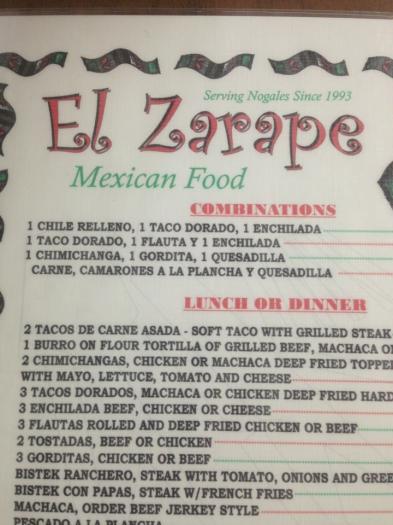 Serving Nogales Since 1993
El Zarape
Mexican Food
COMBINATIONS
1 CHILE RELLENO, 1 TACO DORADO, 1 ENCHILADA
1 TACO DORADO, 1 FLAUTA Y 1 ENCHILADA
1 CHIMICHANGA, 1 GORDITA, 1 QUESADILLA
CARNE, CAMARONES A LA PLANCHA Y QUESADILLA
LUNCH OR DINNER
2 TACOS DE CARNE ASADA - SOFT TACO WITH GRILLED STEAK
1 BURRO ON FLOUR TORTILLA OF GRILLED BEEF, MACHACA O
2 CHIMICHANGAS, CHICKEN OR MACHACA DEEP FRIED TOPPE
WITH MAYO, LETTUCE, TOMATO AND CHEESE
3 TACOS DORADOS, MACHACA OR CHICKEN DEEP FRIED HARD
3 ENCHILADA BEEF, CHICKEN OR CHEESE
3 FLAUTAS ROLLED AND DEEP FRIED CHICKEN OR BEEF
2 TOSTADAS, BEEF OR CHICKEN
3 GORDITAS, CHICKEN OR BEEF
BISTEK RANCHERO, STEAK WITH TOMATO, ONIONS AND GREE
BISTEK CON PAPAS, STEAK W/FRENCH FRIES
MACHACA, ORDER BEEF JERKEY STYLE
PESCADO A LA PLANCHA